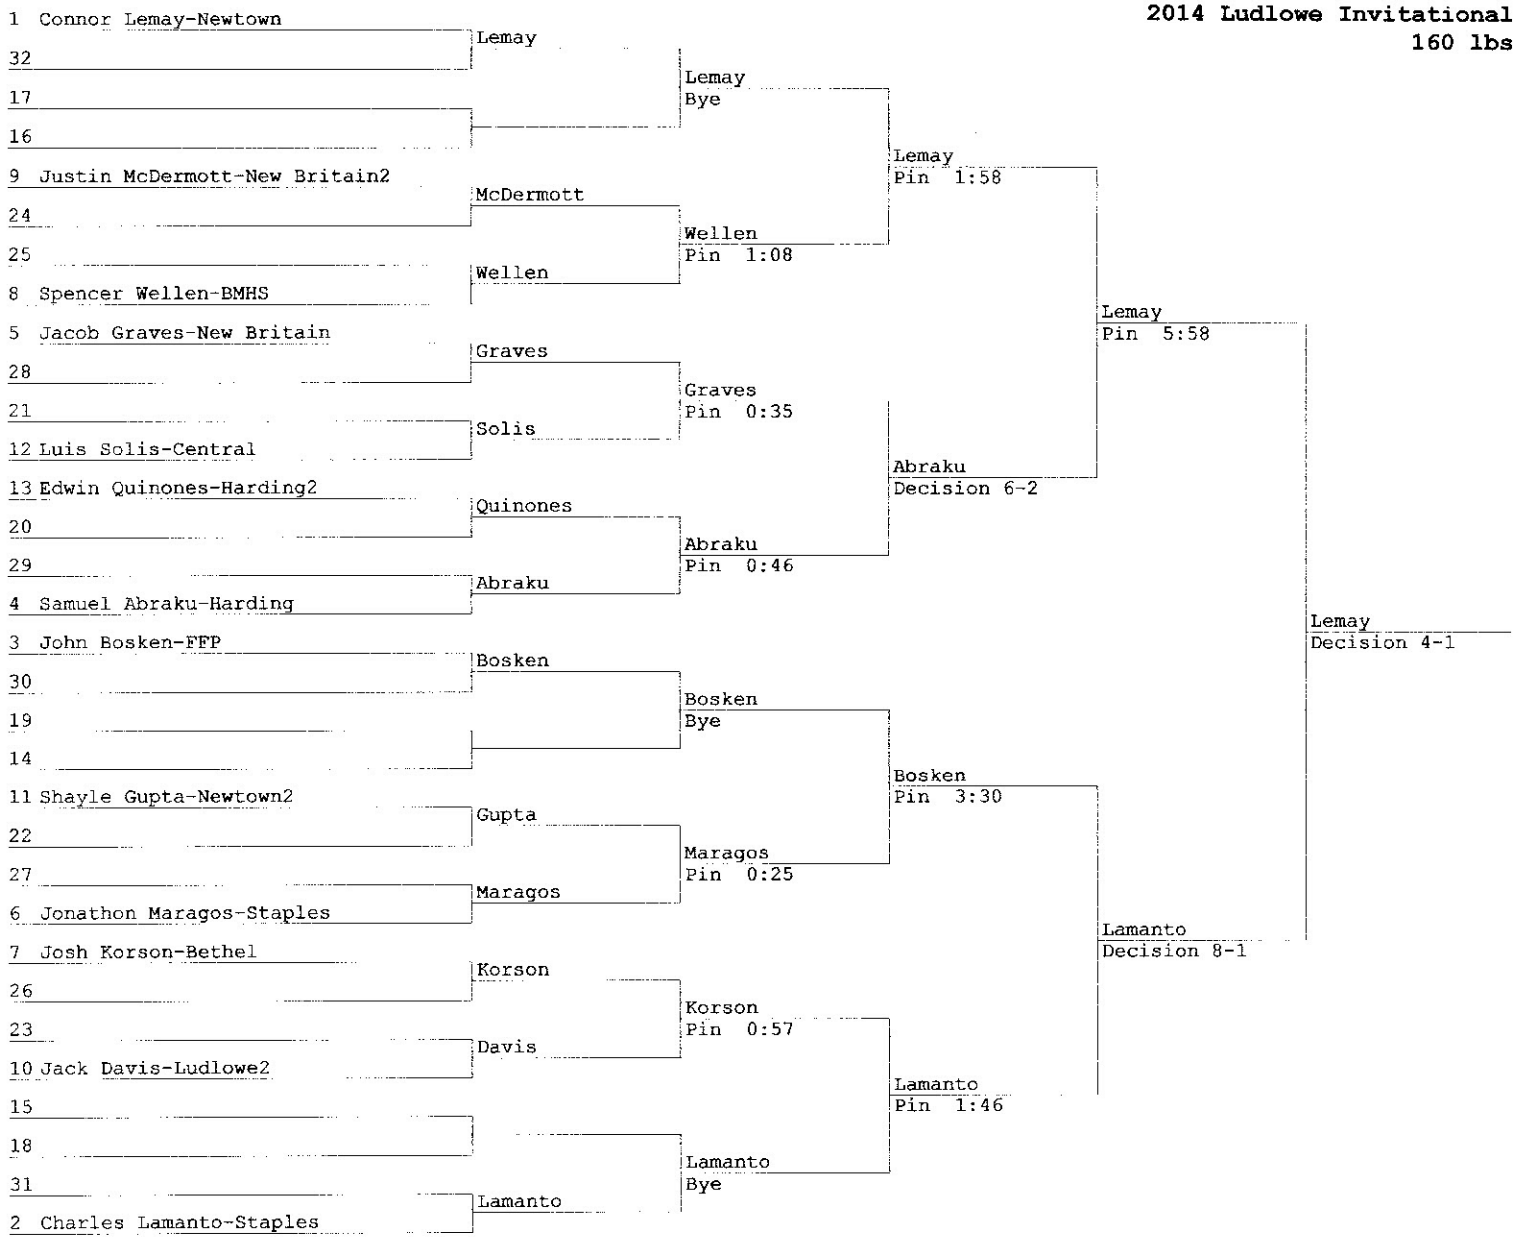 2014 Ludlowe Invitational
160 lbs
1 Connor Lemay-Newtown
Lemay
32
Lemay
Bye
17
16
Lemay
Pin 1:58
9 Justin McDermott-New Britain2
McDermott
24
Wellen
Pin 1:08
25
Wellen
8 Spencer Wellen-BMHS
Lemay
Pin 5:58
5 Jacob Graves-New Britain
Graves
28
Graves
Pin 0:35
21
Solis
12 Luis Solis-Central
Abraku
Decision 6-2
13 Edwin Quinones-Harding2
Quinones
20
Abraku
Pin 0:46
29
Abraku
4 Samuel Abraku-Harding
Lemay
Decision 4-1
3 John Bosken-FFP
Bosken
30
Bosken
Bye
19
14
Bosken
Pin 3:30
11 Shayle Gupta-Newtown2
Gupta
22
Maragos
Pin 0:25
27
Maragos
6 Jonathon Maragos-Staples
Lamanto
Decision 8-1
7 Josh Korson-Bethel
Korson
26
Korson
Pin 0:57
23
Davis
10 Jack Davis-Ludlowe2
Lamanto
Pin 1:46
15
18
Lamanto
Bye
31
Lamanto
2 Charles Lamanto-Staples